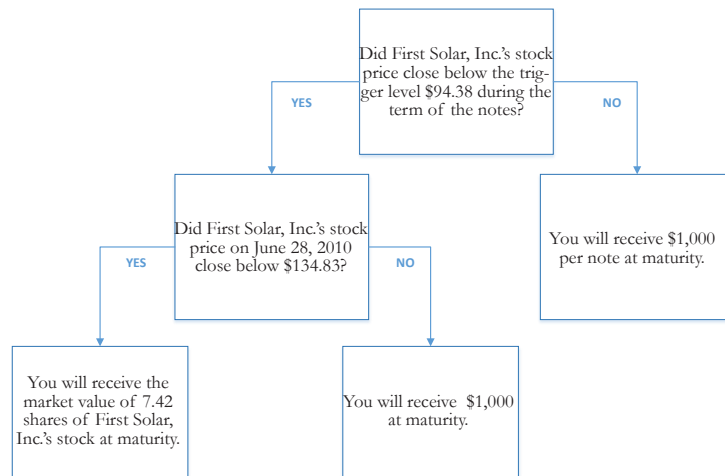 Did First Solar, Inc.'s stock
price close below the trig-
ger level $94.38 during the
term of the notes?
YES
NO
Did First Solar, Inc.'s stock
price on June 28, 2010
close below $134.83?
You will receive $1,000
per note at maturity.
YES
NO
You will receive the
market value of 7.42
shares of First Solar,
Inc.'s stock at maturity.
You will receive $1,000
at maturity.